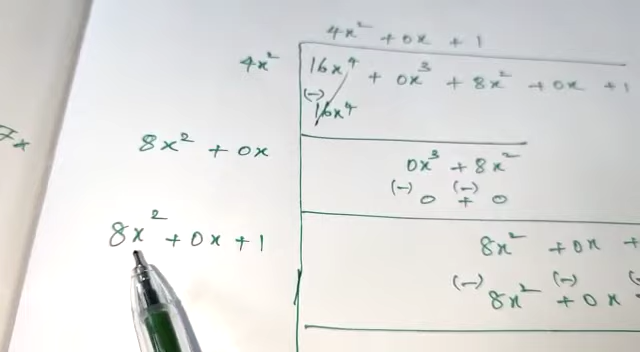 4x² + 0x + 1
4x² 16x⁴ + 0x³ + 8x² + 0x + 1
(-) 16x⁴
7x
8x² + 0x 0x³ + 8x²
(-) 0 + (-) 0
8x² + 0x + 1 8x² + 0x +
(-) 8x² (-) + 0x